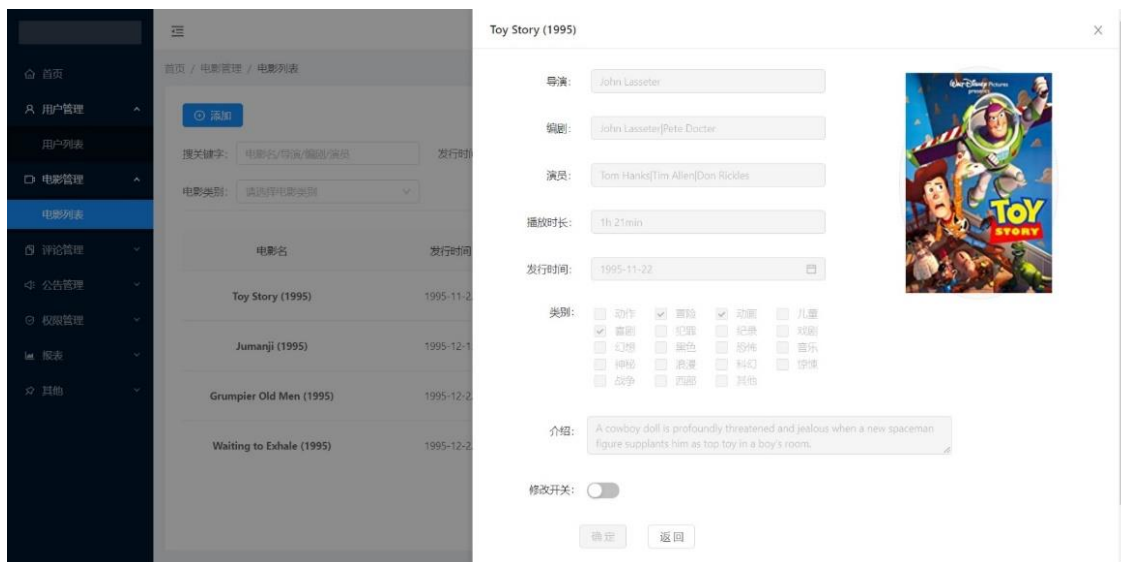 首页
用户管理
用户列表
电影管理
电影列表
评论管理
公告管理
权限管理
报表
其他
首页 / 电影管理 / 电影列表
添加
搜关键字: 电影名/导演/编剧/演员 发行时间
电影类别: 请选择电影类别
电影名 发行时间
Toy Story (1995) 1995-11-2
Jumanji (1995) 1995-12-1
Grumpier Old Men (1995) 1995-12-2
Waiting to Exhale (1995) 1995-12-2
Toy Story (1995)
导演: John Lasseter
编剧: John Lasseter|Pete Docter
演员: Tom Hanks|Tim Allen|Don Rickles
播放时长: 1h 21min
发行时间: 1995-11-22
类别: 动作 冒险 动画 儿童
喜剧 犯罪 纪录 戏剧
幻想 黑色 恐怖 音乐
神秘 浪漫 科幻 惊悚
战争 西部 其他
介绍: A cowboy doll is profoundly threatened and jealous when a new spaceman
figure supplants him as top toy in a boy's room.
修改开关:
确定 返回
Walt Disney Pictures
presents
TOY
STORY